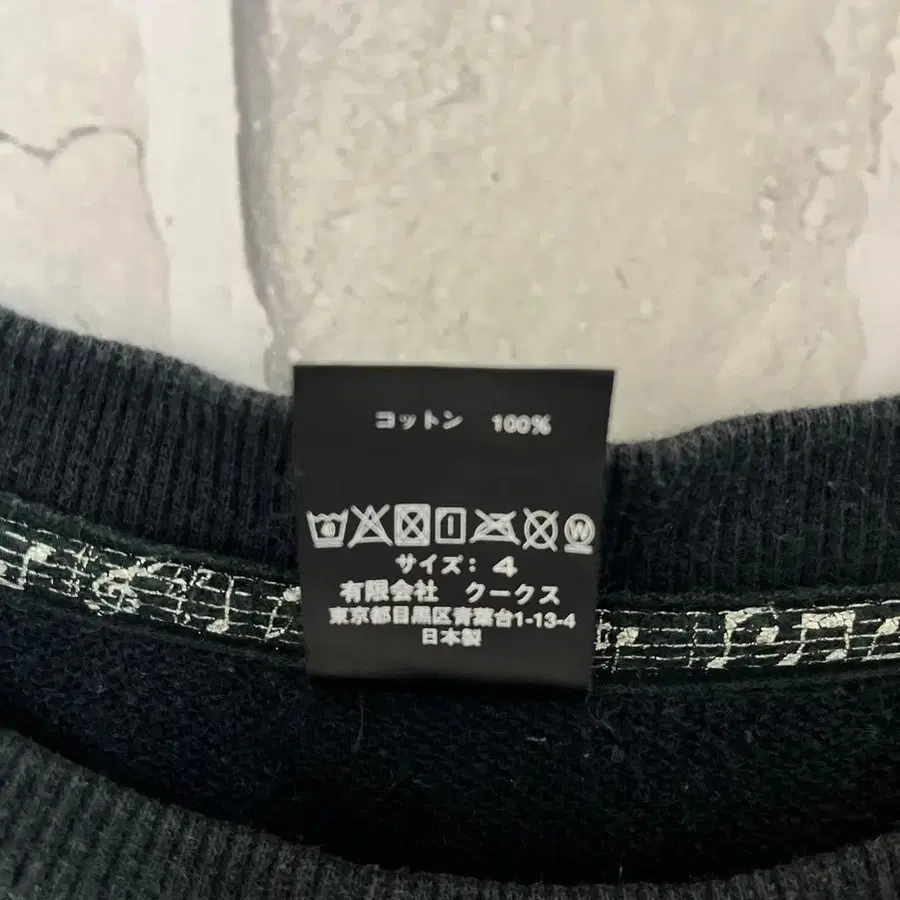 コットン 100%
サイズ: 4
有限会社 クークス
東京都目黒区青葉台1-13-4
日本製